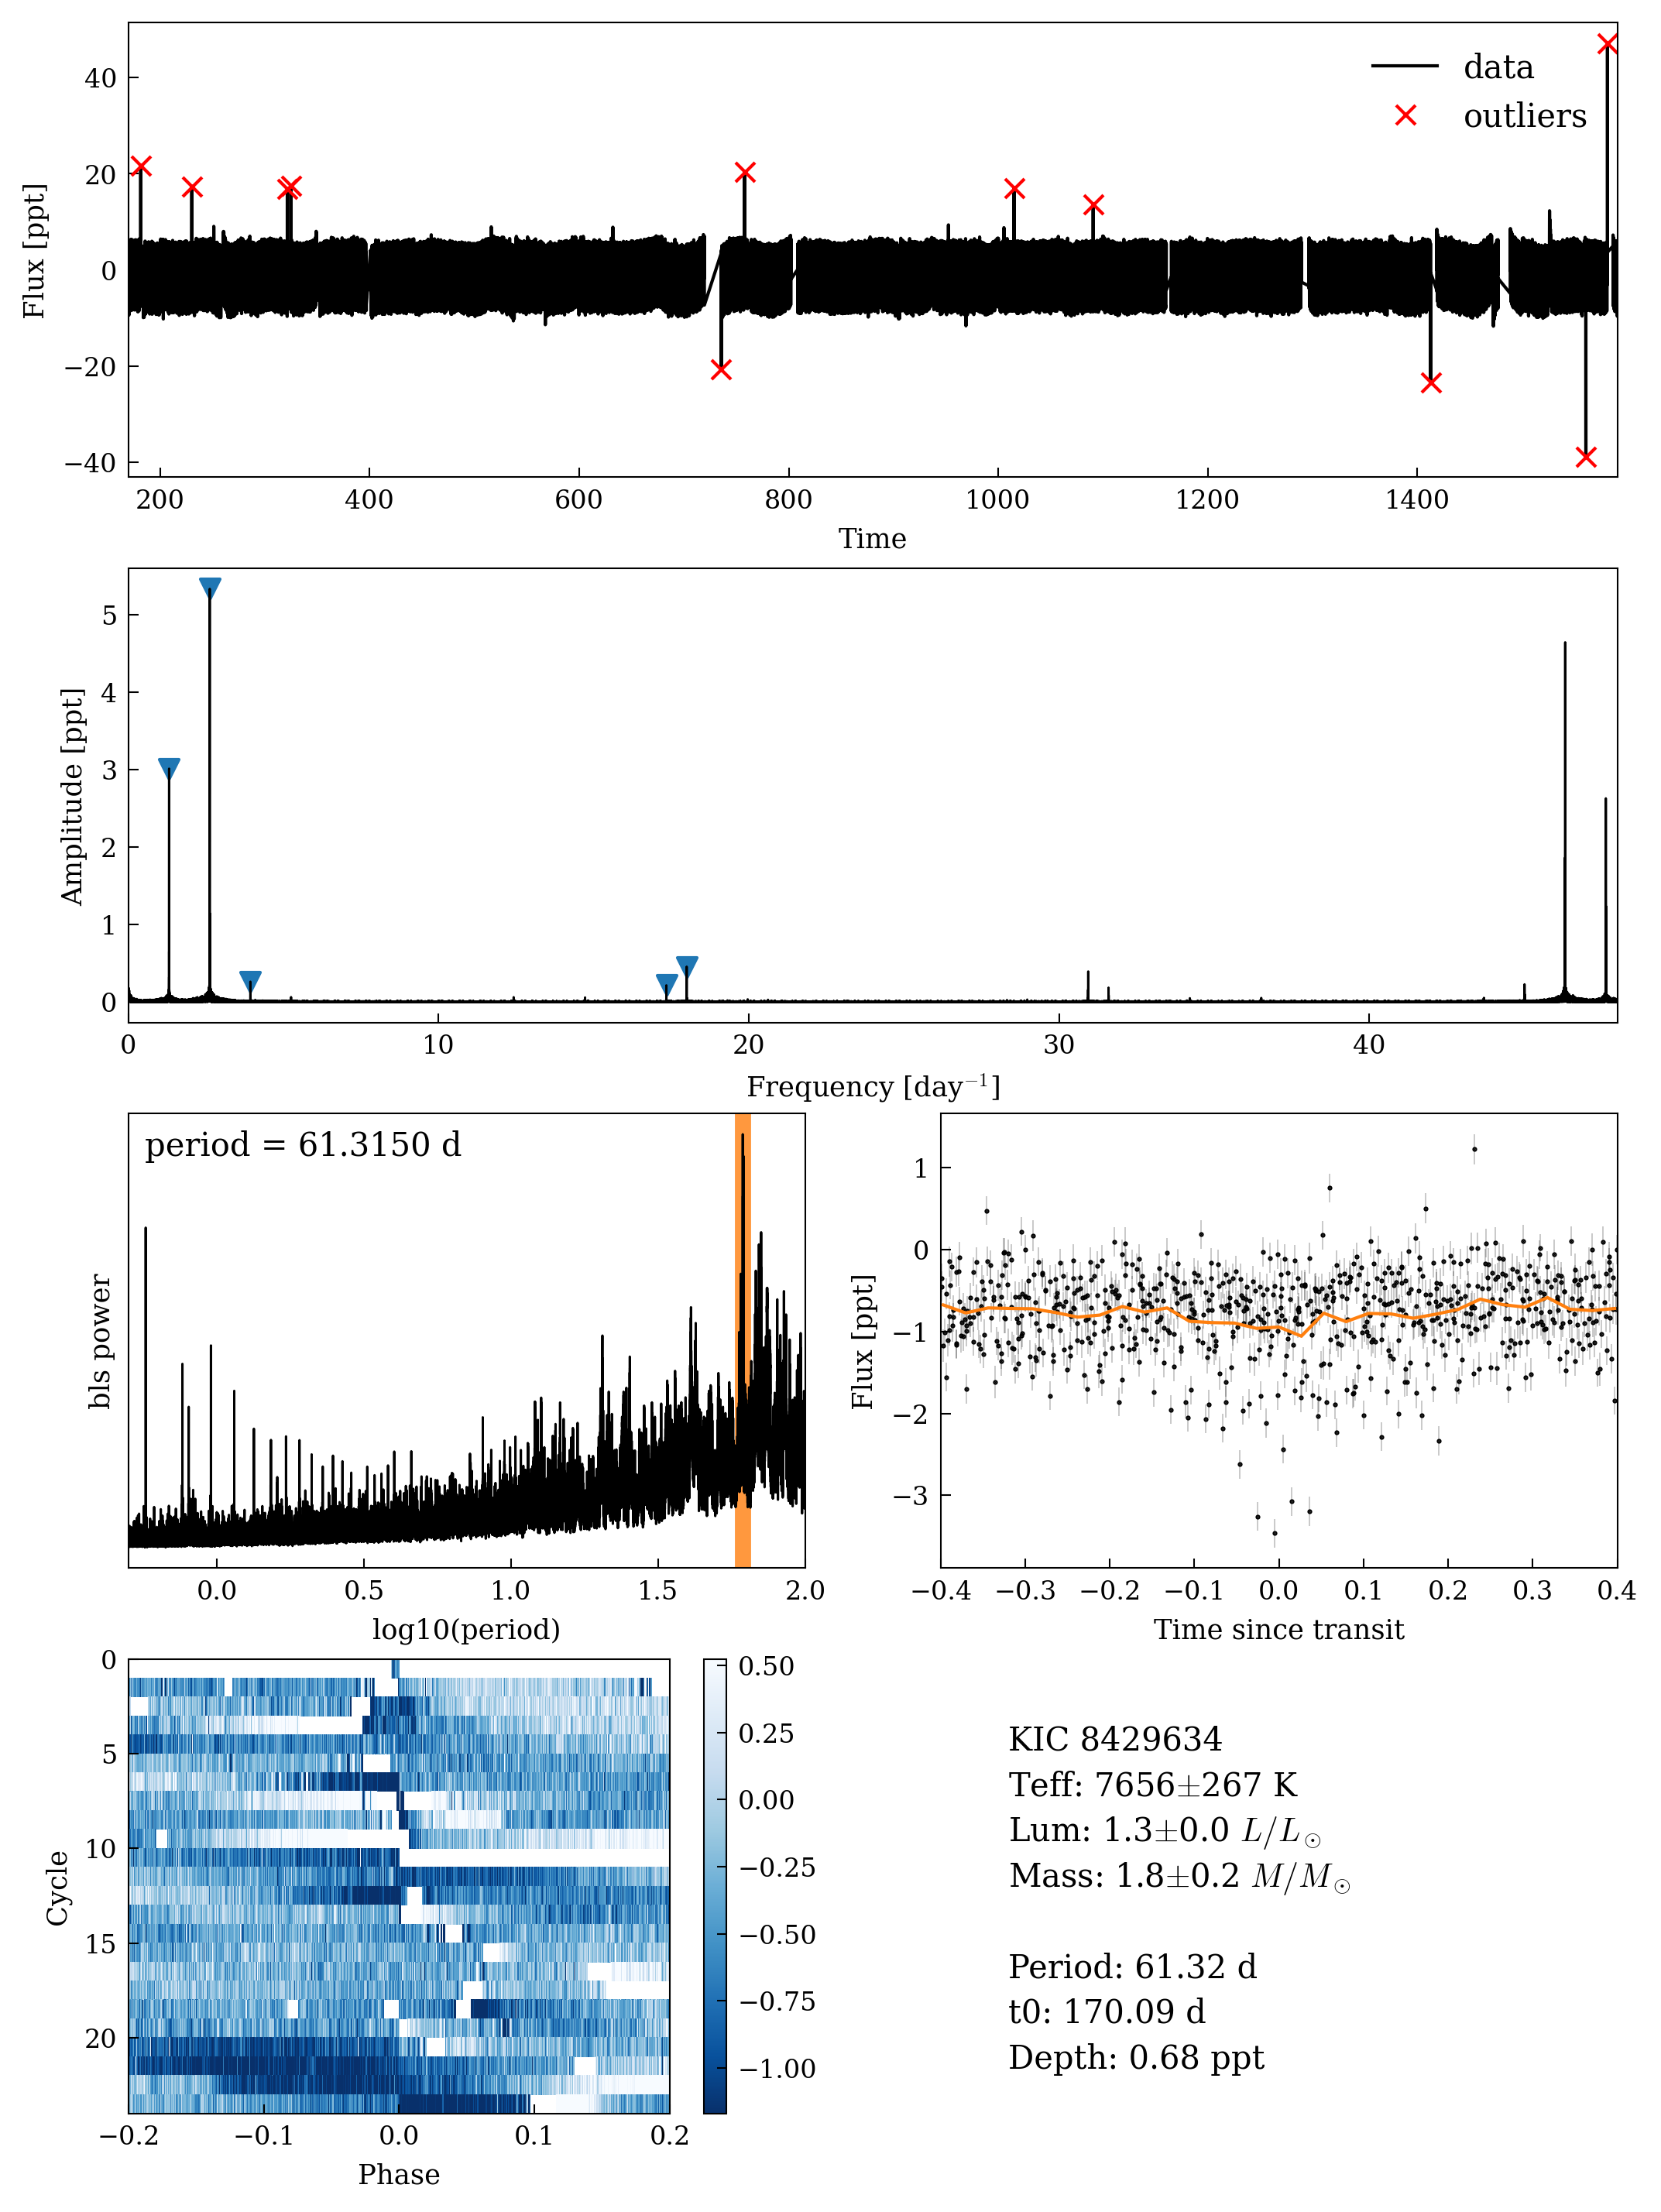 data
outliers
40
20
0
−20
−40
Flux [ppt]
200 400 600 800 1000 1200 1400
Time
5
4
3
2
1
0
Amplitude [ppt]
0 10 20 30 40
Frequency [day⁻¹]
period = 61.3150 d
bls power
0.0 0.5 1.0 1.5 2.0
log10(period)
1
0
−1
−2
−3
Flux [ppt]
−0.4 −0.3 −0.2 −0.1 0.0 0.1 0.2 0.3 0.4
Time since transit
0
5
10
15
20
Cycle
−0.2 −0.1 0.0 0.1 0.2
Phase
0.50
0.25
0.00
−0.25
−0.50
−0.75
−1.00
KIC 8429634
Teff: 7656±267 K
Lum: 1.3±0.0 L/L☉
Mass: 1.8±0.2 M/M☉
Period: 61.32 d
t0: 170.09 d
Depth: 0.68 ppt